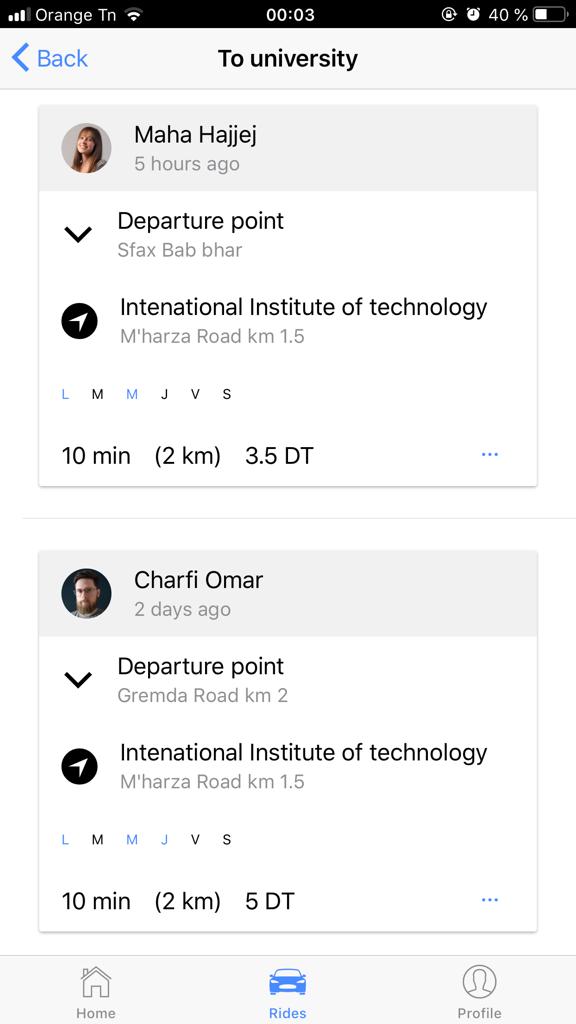 Orange Tn 00:03 40 %
Back To university
Maha Hajjej
5 hours ago
Departure point
Sfax Bab bhar
Intenational Institute of technology
M'harza Road km 1.5
L M M J V S
10 min (2 km) 3.5 DT ...
Charfi Omar
2 days ago
Departure point
Gremda Road km 2
Intenational Institute of technology
M'harza Road km 1.5
L M M J V S
10 min (2 km) 5 DT ...
Home Rides Profile